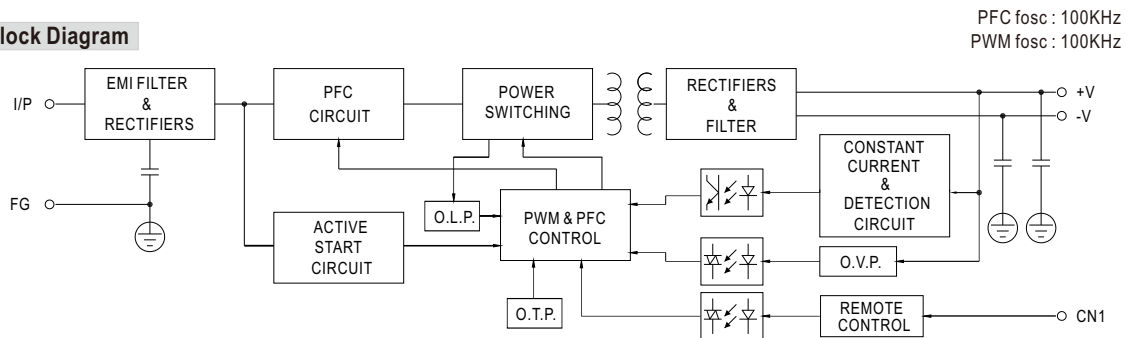 lock Diagram
PFC fosc : 100KHz
PWM fosc : 100KHz
I/P
EMI FILTER
&
RECTIFIERS
PFC
CIRCUIT
POWER
SWITCHING
RECTIFIERS
&
FILTER
+V
-V
FG
ACTIVE
START
CIRCUIT
O.L.P.
PWM & PFC
CONTROL
O.T.P.
CONSTANT
CURRENT
&
DETECTION
CIRCUIT
O.V.P.
REMOTE
CONTROL
CN1